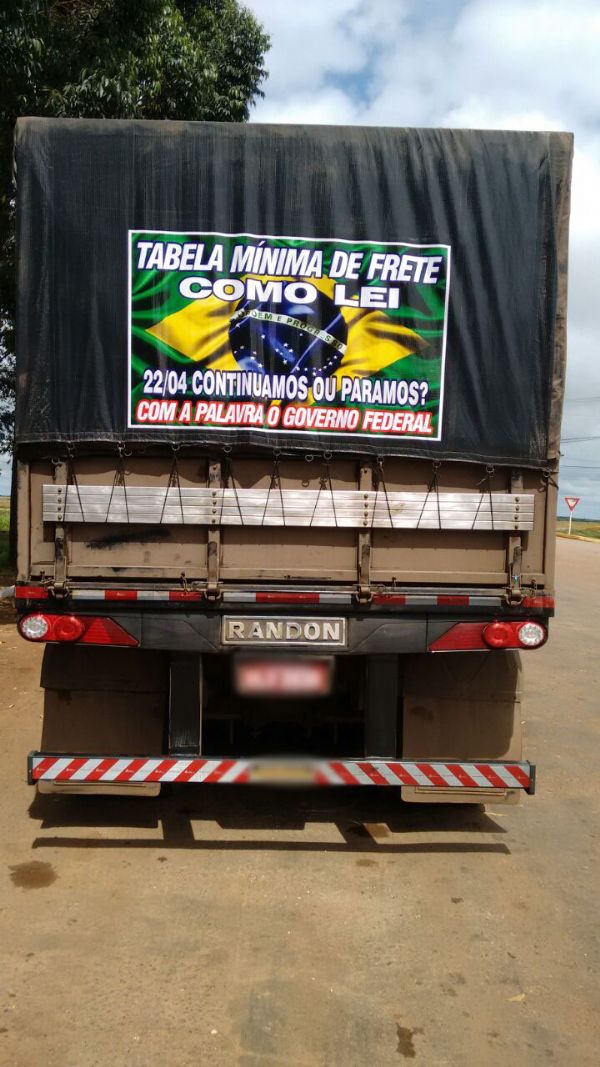 TABELA MÍNIMA DE FRETE
COMO LEI
ORDEM E PROGRESSO
22/04 CONTINUAMOS OU PARAMOS?
COM A PALAVRA O GOVERNO FEDERAL
RANDON